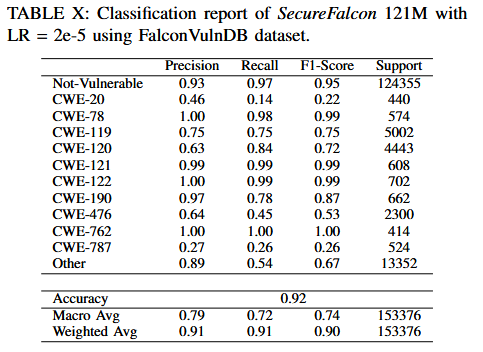 TABLE X: Classification report of SecureFalcon 121M with
LR = 2e-5 using FalconVulnDB dataset.
Precision Recall F1-Score Support
Not-Vulnerable 0.93 0.97 0.95 124355
CWE-20 0.46 0.14 0.22 440
CWE-78 1.00 0.98 0.99 574
CWE-119 0.75 0.75 0.75 5002
CWE-120 0.63 0.84 0.72 4443
CWE-121 0.99 0.99 0.99 608
CWE-122 1.00 0.99 0.99 702
CWE-190 0.97 0.78 0.87 662
CWE-476 0.64 0.45 0.53 2300
CWE-762 1.00 1.00 1.00 414
CWE-787 0.27 0.26 0.26 524
Other 0.89 0.54 0.67 13352
Accuracy 0.92
Macro Avg 0.79 0.72 0.74 153376
Weighted Avg 0.91 0.91 0.90 153376